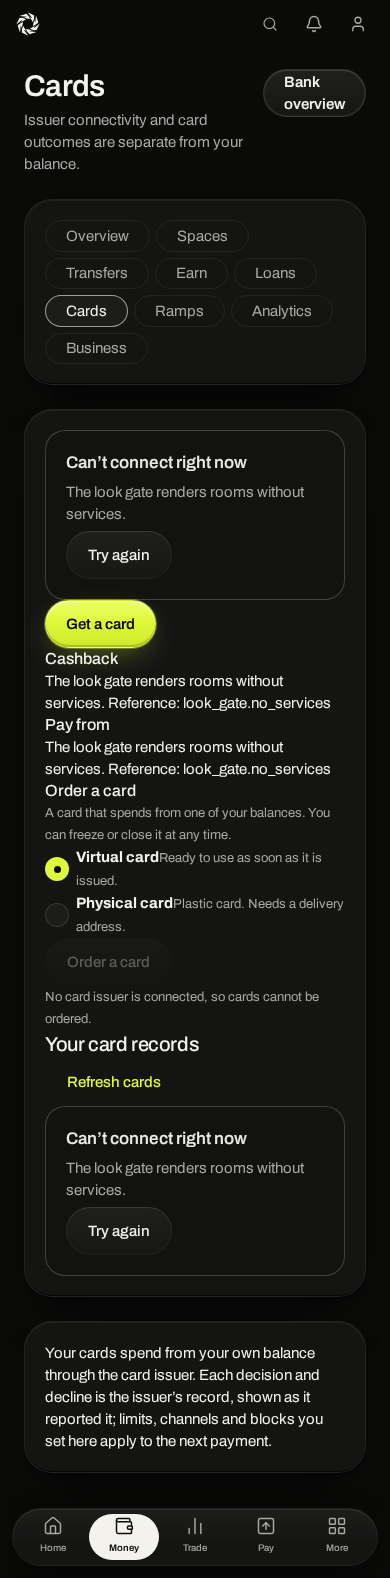 Cards
Bank
overview
Issuer connectivity and card
outcomes are separate from your
balance.
Overview
Spaces
Transfers
Earn
Loans
Cards
Ramps
Analytics
Business
Can’t connect right now
The look gate renders rooms without
services.
Try again
Get a card
Cashback
The look gate renders rooms without
services. Reference: look_gate.no_services
Pay from
The look gate renders rooms without
services. Reference: look_gate.no_services
Order a card
A card that spends from one of your balances. You
can freeze or close it at any time.
Virtual cardReady to use as soon as it is
issued.
Physical cardPlastic card. Needs a delivery
address.
Order a card
No card issuer is connected, so cards cannot be
ordered.
Your card records
Refresh cards
Can’t connect right now
The look gate renders rooms without
services.
Try again
Your cards spend from your own balance
through the card issuer. Each decision and
decline is the issuer’s record, shown as it
reported it; limits, channels and blocks you
set here apply to the next payment.
Home
Money
Trade
Pay
More